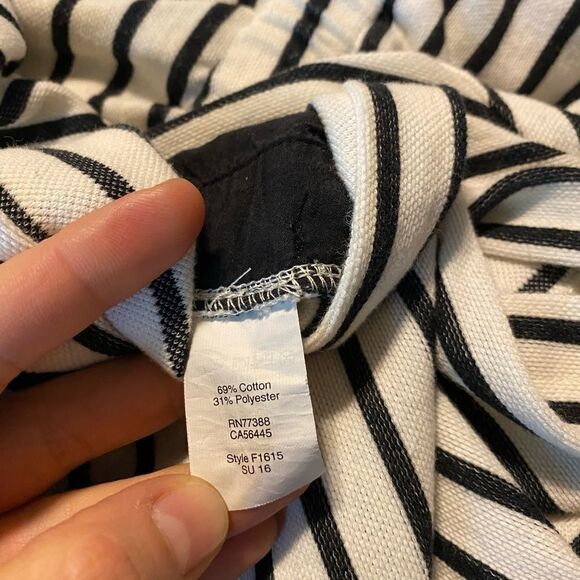 69% Cotton
31% Polyester
RN77388
CA56445
Style F1615
SU 16